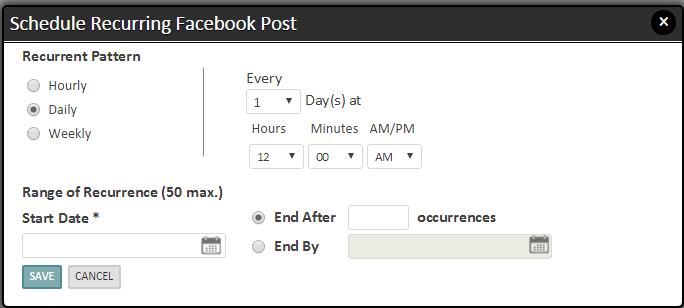 Schedule Recurring Facebook Post
Recurrent Pattern
Hourly
Daily
Weekly
Every
1 Day(s) at
Hours Minutes AM/PM
12 00 AM
Range of Recurrence (50 max.)
Start Date *
End After occurrences
End By
SAVE CANCEL